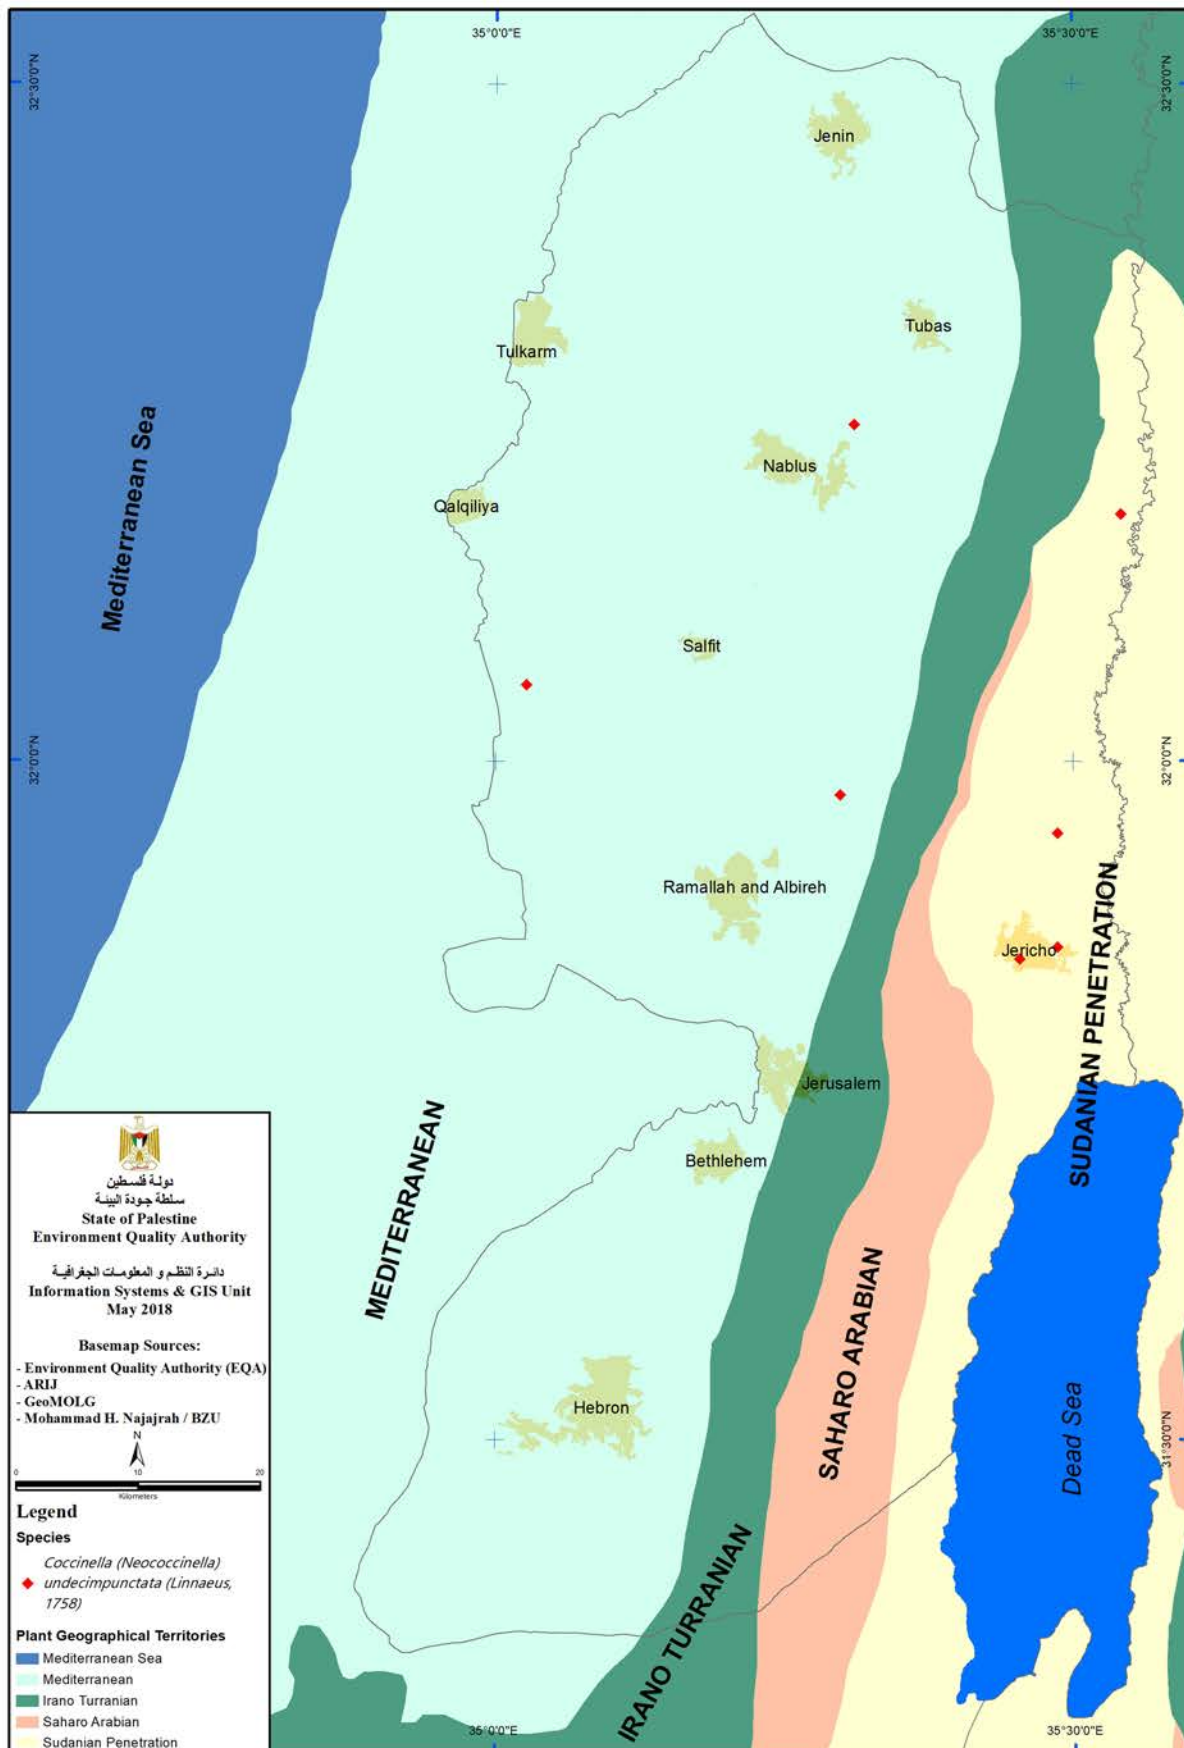 35°0'0"E
35°30'0"E
32°30'0"N
32°30'0"N
Jenin
Tubas
Tulkarm
Mediterranean Sea
Nablus
Qalqiliya
Salfit
32°0'0"N
32°0'0"N
Ramallah and Albireh
Jericho
SUDANIAN PENETRATION
Jerusalem
Bethlehem
MEDITERRANEAN
SAHARO ARABIAN
Hebron
Dead Sea
31°30'0"N
IRANO TURRANIAN
35°0'0"E
35°30'0"E
دولة فلسطين
سلطة جودة البيئة
State of Palestine
Environment Quality Authority
دائرة النظم و المعلومات الجغرافية
Information Systems & GIS Unit
May 2018
Basemap Sources:
- Environment Quality Authority (EQA)
- ARIJ
- GeoMOLG
- Mohammad H. Najajrah / BZU
N
0 10 20
Kilometers
Legend
Species
Coccinella (Neococcinella)
undecimpunctata (Linnaeus,
1758)
Plant Geographical Territories
Mediterranean Sea
Mediterranean
Irano Turranian
Saharo Arabian
Sudanian Penetration